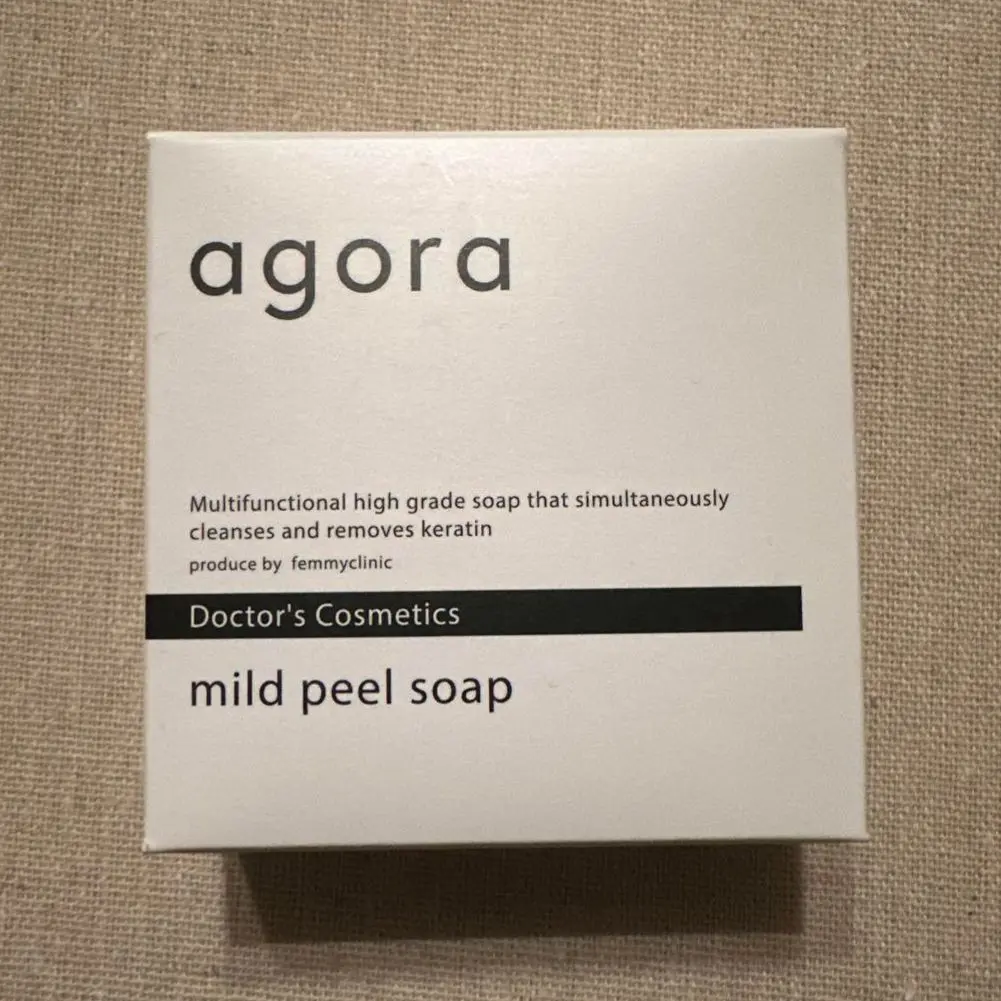 agora
Multifunctional high grade soap that simultaneously
cleanses and removes keratin
produce by femmyclinic
Doctor's Cosmetics
mild peel soap